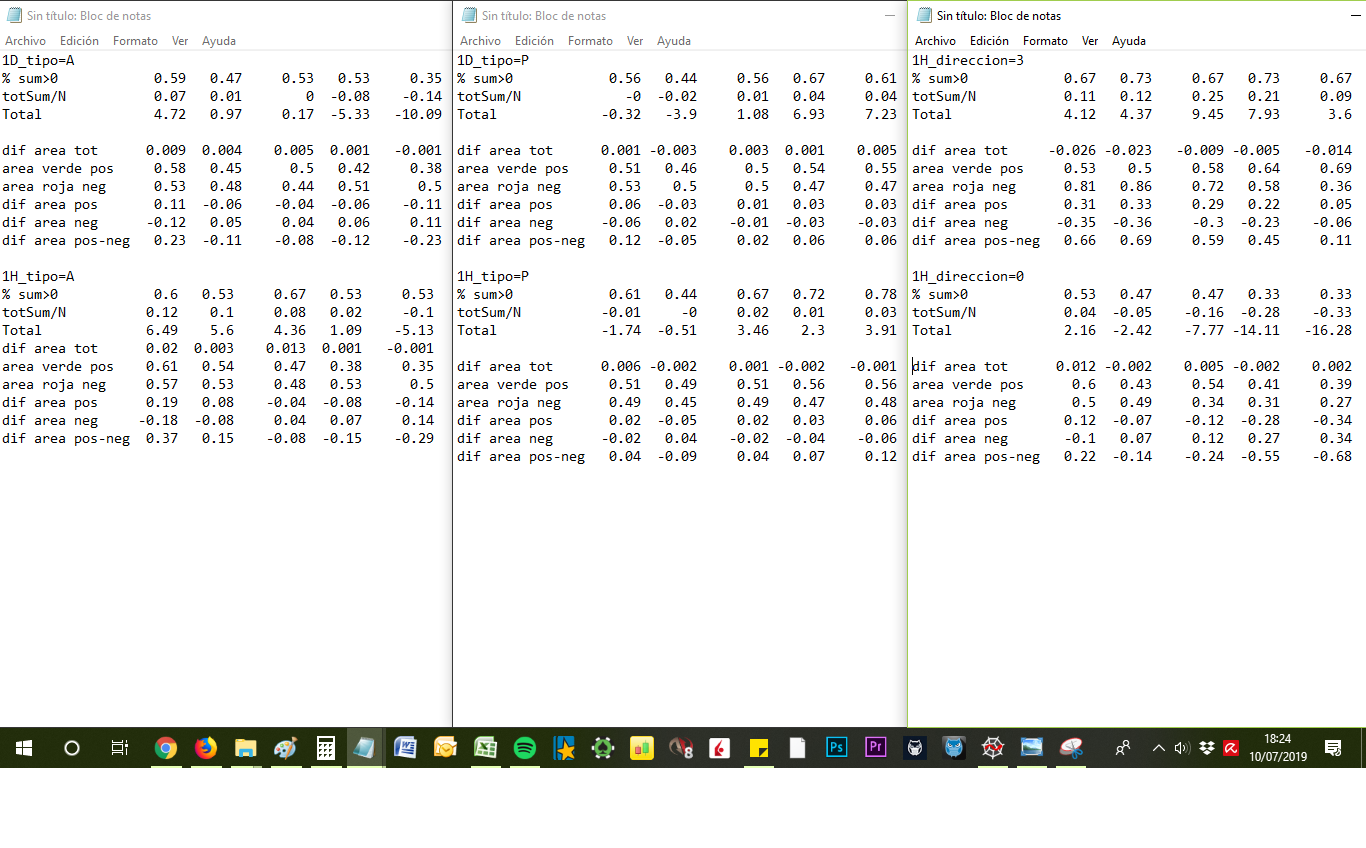 Sin título: Bloc de notas
Archivo Edición Formato Ver Ayuda
1D_tipo=A
% sum>0 0.59 0.47 0.53 0.53 0.35
totSum/N 0.07 0.01 0 -0.08 -0.14
Total 4.72 0.97 0.17 -5.33 -10.09
dif area tot 0.009 0.004 0.005 0.001 -0.001
area verde pos 0.58 0.45 0.5 0.42 0.38
area roja neg 0.53 0.48 0.44 0.51 0.5
dif area pos 0.11 -0.06 -0.04 -0.06 -0.11
dif area neg -0.12 0.05 0.04 0.06 0.11
dif area pos-neg 0.23 -0.11 -0.08 -0.12 -0.23
1H_tipo=A
% sum>0 0.6 0.53 0.67 0.53 0.53
totSum/N 0.12 0.1 0.08 0.02 -0.1
Total 6.49 5.6 4.36 1.09 -5.13
dif area tot 0.02 0.003 0.013 0.001 -0.001
area verde pos 0.61 0.54 0.47 0.38 0.35
area roja neg 0.57 0.53 0.48 0.53 0.5
dif area pos 0.19 0.08 -0.04 -0.08 -0.14
dif area neg -0.18 -0.08 0.04 0.07 0.14
dif area pos-neg 0.37 0.15 -0.08 -0.15 -0.29
Sin título: Bloc de notas
Archivo Edición Formato Ver Ayuda
1D_tipo=P
% sum>0 0.56 0.44 0.56 0.67 0.61
totSum/N -0 -0.02 0.01 0.04 0.04
Total -0.32 -3.9 1.08 6.93 7.23
dif area tot 0.001 -0.003 0.003 0.001 0.005
area verde pos 0.51 0.46 0.5 0.54 0.55
area roja neg 0.53 0.5 0.5 0.47 0.47
dif area pos 0.06 -0.03 0.01 0.03 0.03
dif area neg -0.06 0.02 -0.01 -0.03 -0.03
dif area pos-neg 0.12 -0.05 0.02 0.06 0.06
1H_tipo=P
% sum>0 0.61 0.44 0.67 0.72 0.78
totSum/N -0.01 -0 0.02 0.01 0.03
Total -1.74 -0.51 3.46 2.3 3.91
dif area tot 0.006 -0.002 0.001 -0.002 -0.001
area verde pos 0.51 0.49 0.51 0.56 0.56
area roja neg 0.49 0.45 0.49 0.47 0.48
dif area pos 0.02 -0.05 0.02 0.03 0.06
dif area neg -0.02 0.04 -0.02 -0.04 -0.06
dif area pos-neg 0.04 -0.09 0.04 0.07 0.12
Sin título: Bloc de notas
Archivo Edición Formato Ver Ayuda
1H_direccion=3
% sum>0 0.67 0.73 0.67 0.73 0.67
totSum/N 0.11 0.12 0.25 0.21 0.09
Total 4.12 4.37 9.45 7.93 3.6
dif area tot -0.026 -0.023 -0.009 -0.005 -0.014
area verde pos 0.53 0.5 0.58 0.64 0.69
area roja neg 0.81 0.86 0.72 0.58 0.36
dif area pos 0.31 0.33 0.29 0.22 0.05
dif area neg -0.35 -0.36 -0.3 -0.23 -0.06
dif area pos-neg 0.66 0.69 0.59 0.45 0.11
1H_direccion=0
% sum>0 0.53 0.47 0.47 0.33 0.33
totSum/N 0.04 -0.05 -0.16 -0.28 -0.33
Total 2.16 -2.42 -7.77 -14.11 -16.28
dif area tot 0.012 -0.002 0.005 -0.002 0.002
area verde pos 0.6 0.43 0.54 0.41 0.39
area roja neg 0.5 0.49 0.34 0.31 0.27
dif area pos 0.12 -0.07 -0.12 -0.28 -0.34
dif area neg -0.1 0.07 0.12 0.27 0.34
dif area pos-neg 0.22 -0.14 -0.24 -0.55 -0.68
8
Ps
Pr
18:24
10/07/2019